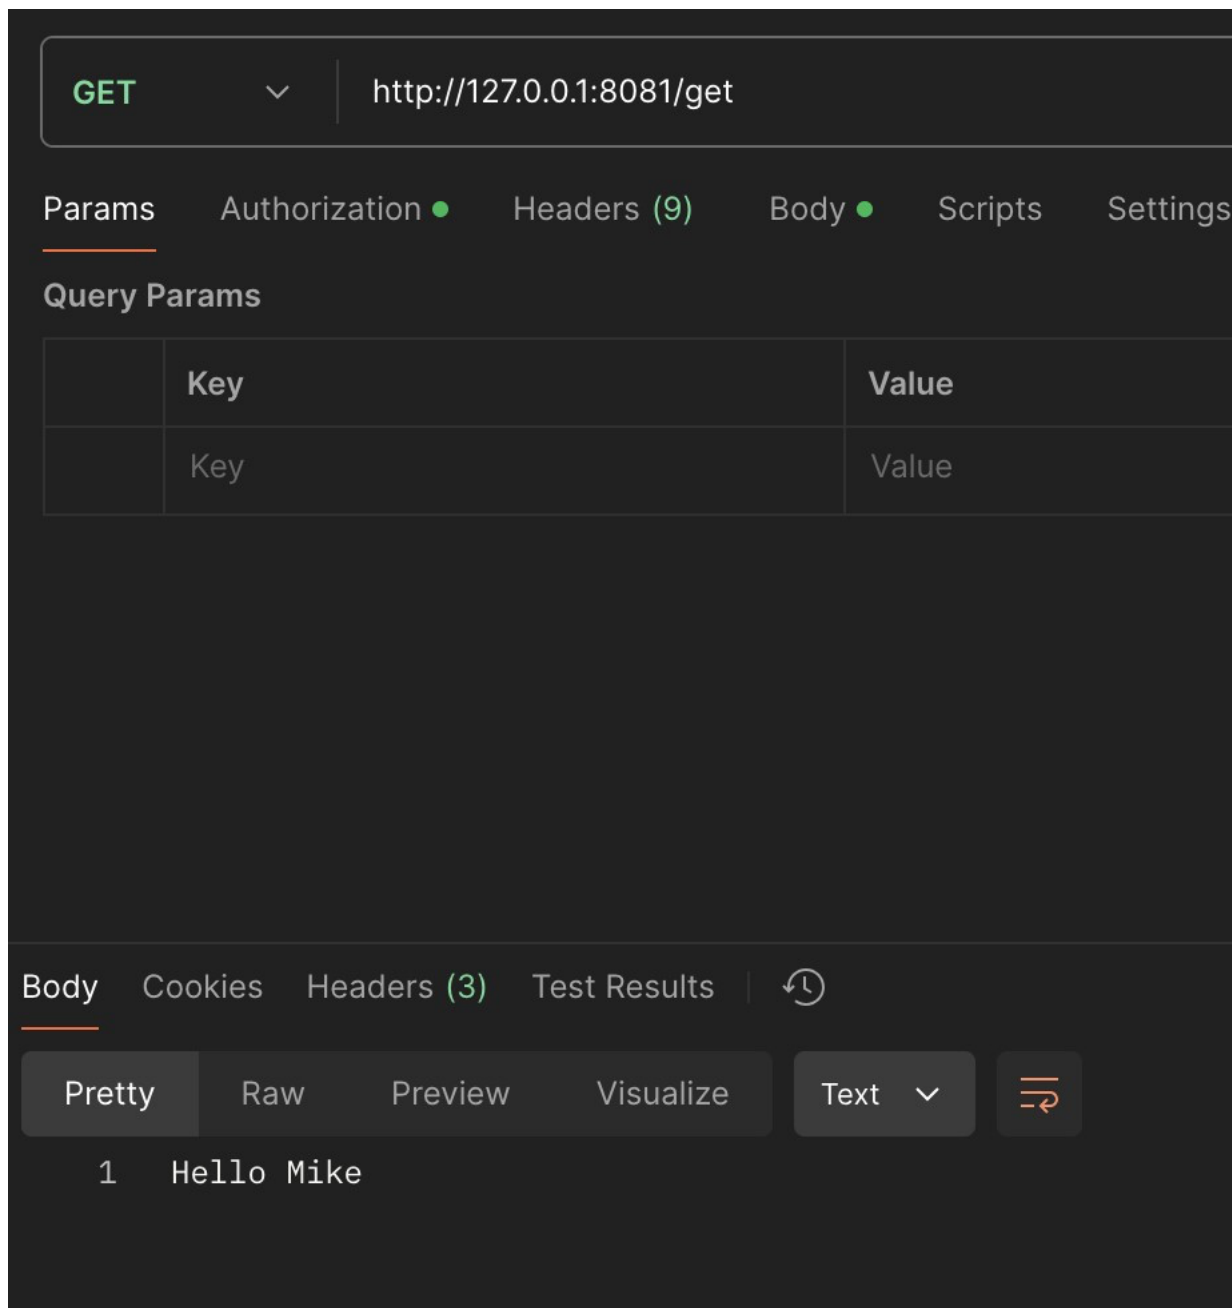 GET http://127.0.0.1:8081/get
Params Authorization Headers (9) Body Scripts Settings
Query Params
Key Value
Key Value
Body Cookies Headers (3) Test Results
Pretty Raw Preview Visualize Text
1 Hello Mike